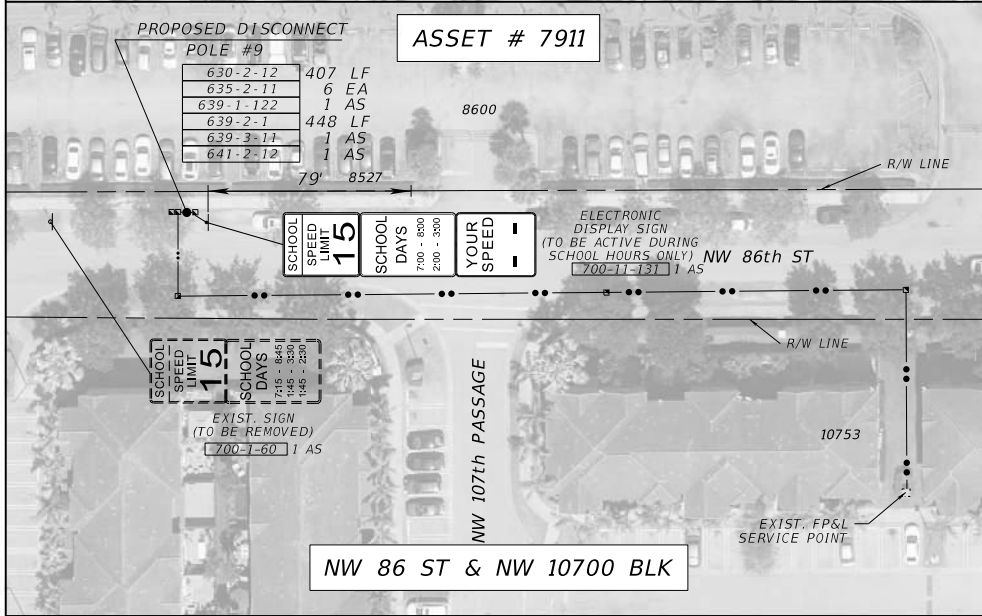 PROPOSED DISCONNECT
POLE #9
630-2-12 407 LF
635-2-11 6 EA
639-1-122 1 AS
639-2-1 448 LF
639-3-11 1 AS
641-2-12 1 AS
ASSET # 7911
8600
79' 8527
R/W LINE
SCHOOL
SPEED
LIMIT
15
SCHOOL
DAYS
7:00 - 8:00
2:00 - 3:00
YOUR
SPEED
- -
ELECTRONIC
DISPLAY SIGN
(TO BE ACTIVE DURING
SCHOOL HOURS ONLY)
700-11-131 1 AS
NW 86th ST
R/W LINE
SCHOOL
SPEED
LIMIT
15
SCHOOL
DAYS
7:15 - 8:45
1:45 - 3:30
1:45 - 2:30
EXIST. SIGN
(TO BE REMOVED)
700-1-60 1 AS
NW 107th PASSAGE
10753
EXIST. FP&L
SERVICE POINT
NW 86 ST & NW 10700 BLK